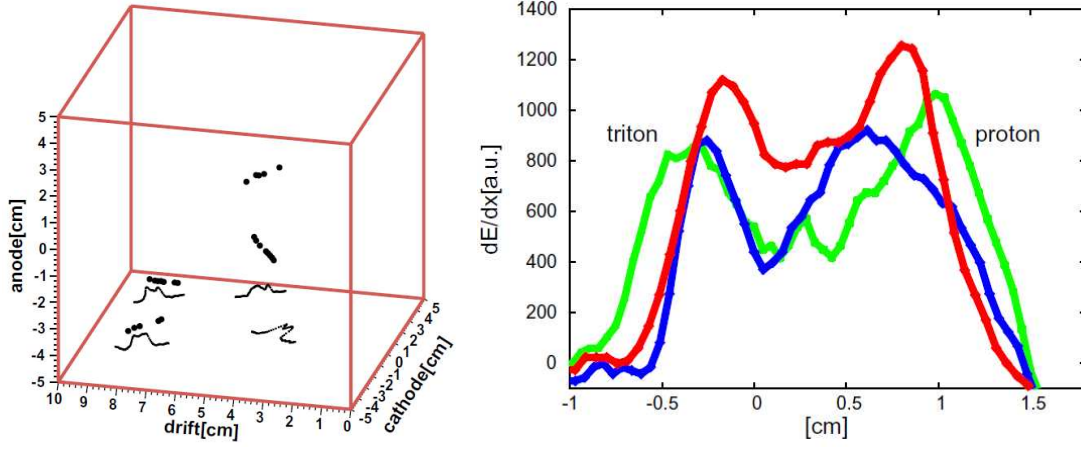 5
4
3
2
1
0
-1
-2
-3
-4
-5
anode[cm]
10 9 8 7 6 5 4 3 2 1 0
drift[cm]
-5-4-3-2-1 0 1 2 3 4 5
cathode[cm]
1400
1200
1000
800
600
400
200
0
dE/dx[a.u.]
triton
proton
-1 -0.5 0 0.5 1 1.5
[cm]